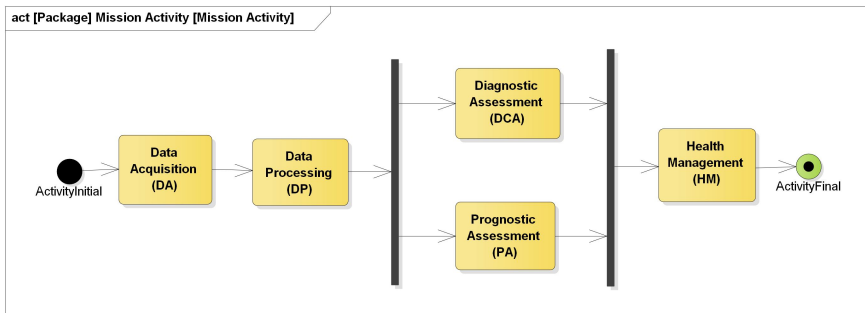 act [Package] Mission Activity [Mission Activity]
ActivityInitial
Data
Acquisition
(DA)
Data
Processing
(DP)
Diagnostic
Assessment
(DCA)
Prognostic
Assessment
(PA)
Health
Management
(HM)
ActivityFinal